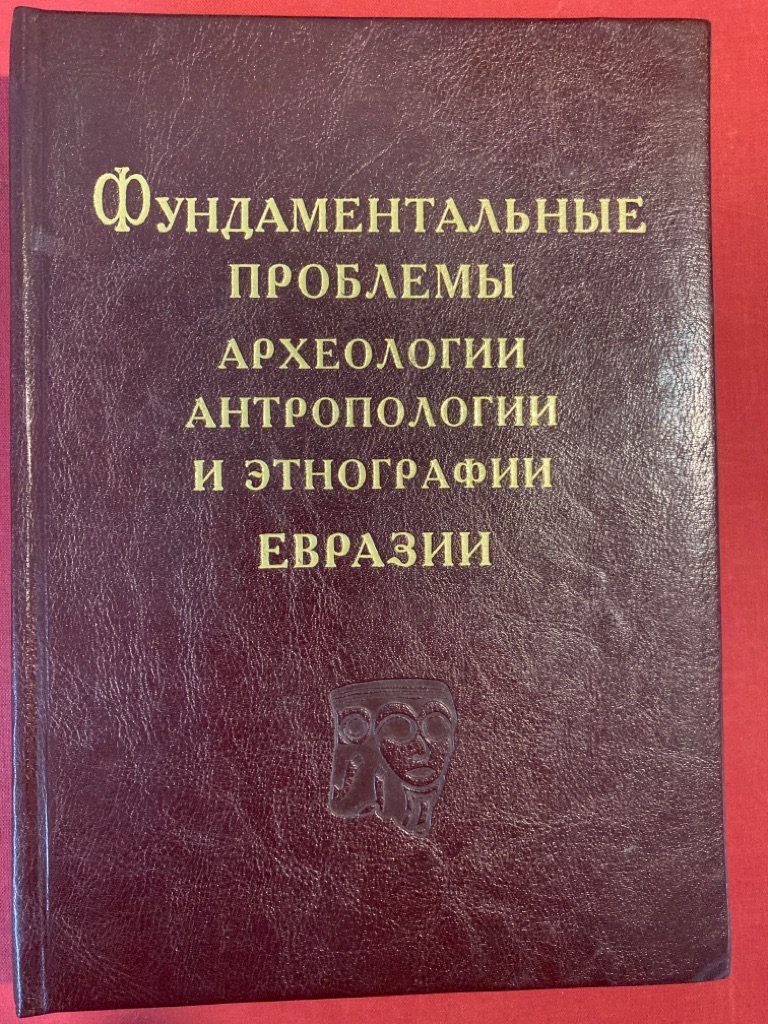 Фундаментальные
проблемы
археологии
антропологии
и этнографии
Евразии